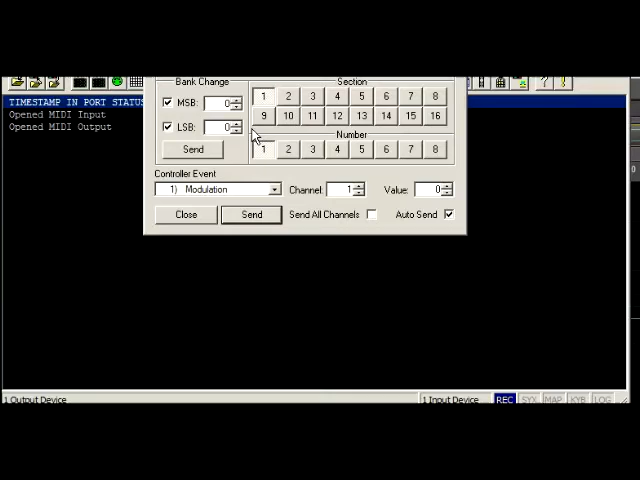 Bank Change
Section
MSB: 0
1 2 3 4 5 6 7 8
9 10 11 12 13 14 15 16
LSB: 0
Number
Send
1 2 3 4 5 6 7 8
Controller Event
1) Modulation
Channel: 1
Value: 0
Close
Send
Send All Channels
Auto Send
TIMESTAMP IN PORT STATUS
Opened MIDI Input
Opened MIDI Output
1 Output Device
1 Input Device
REC SYX MAP KYB LOG